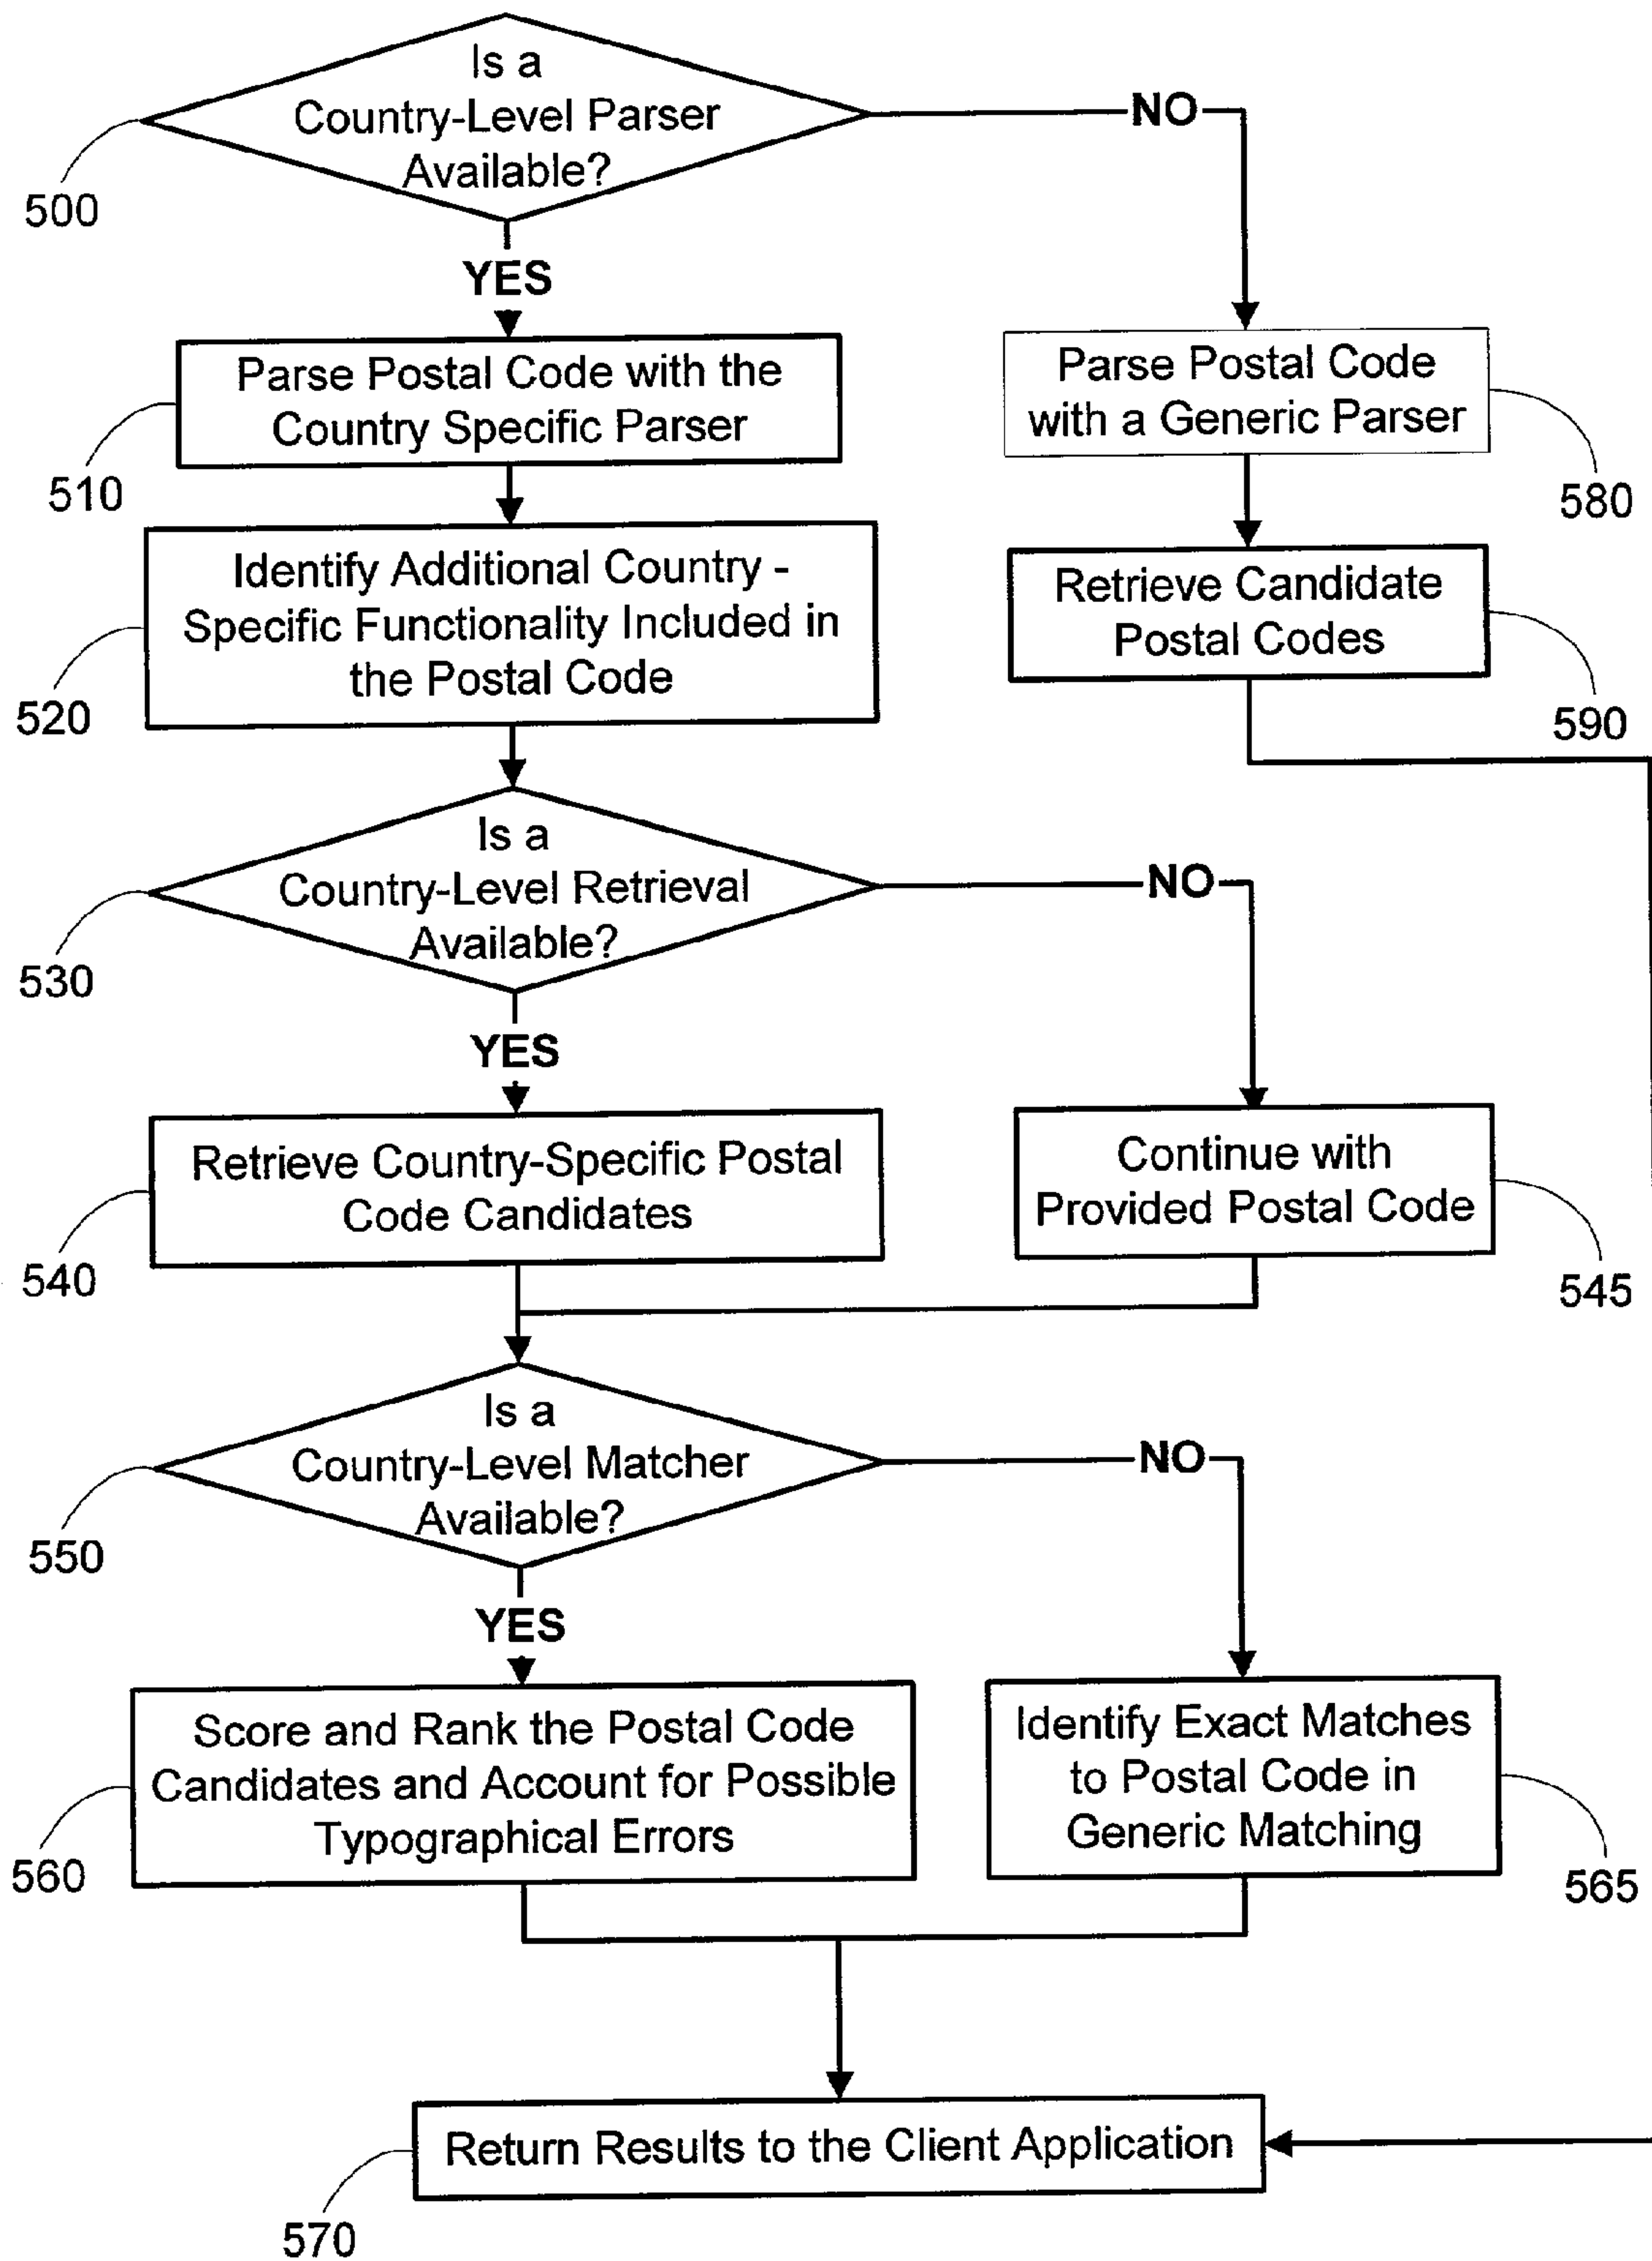 Is a
Country-Level Parser
Available?
NO
500
YES
Parse Postal Code with the
Country Specific Parser
510
Parse Postal Code
with a Generic Parser
580
Identify Additional Country -
Specific Functionality Included in
the Postal Code
520
Retrieve Candidate
Postal Codes
590
Is a
Country-Level Retrieval
Available?
NO
530
YES
Retrieve Country-Specific Postal
Code Candidates
540
Continue with
Provided Postal Code
545
Is a
Country-Level Matcher
Available?
NO
550
YES
Score and Rank the Postal Code
Candidates and Account for Possible
Typographical Errors
560
Identify Exact Matches
to Postal Code in
Generic Matching
565
Return Results to the Client Application
570